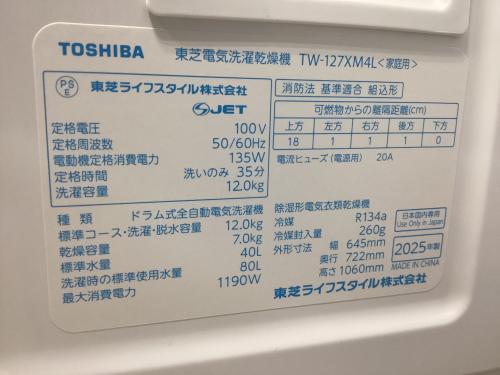 TOSHIBA 東芝電気洗濯乾燥機 TW-127XM4L<家庭用>
PS
E
東芝ライフスタイル株式会社
S JET
定格電圧 100V
定格周波数 50/60Hz
電動機定格消費電力 135W
定格時間 洗いのみ 35分
洗濯容量 12.0kg
消防法 基準適合 組込形
可燃物からの離隔距離(cm)
上方 左方 右方 後方 下方
18 1 1 1 0
電流ヒューズ(電源用) 20A
種類 ドラム式全自動電気洗濯機
標準コース・洗濯・脱水容量 12.0kg
乾燥容量 7.0kg
標準水量 40L
洗濯時の標準使用水量 80L
最大消費電力 1190W
除湿形電気衣類乾燥機
冷媒 R134a
冷媒封入量 260g
外形寸法 幅 645mm
奥行 722mm
高さ 1060mm
日本国内専用
Use Only in Japan
2025年製
MADE IN CHINA
東芝ライフスタイル株式会社